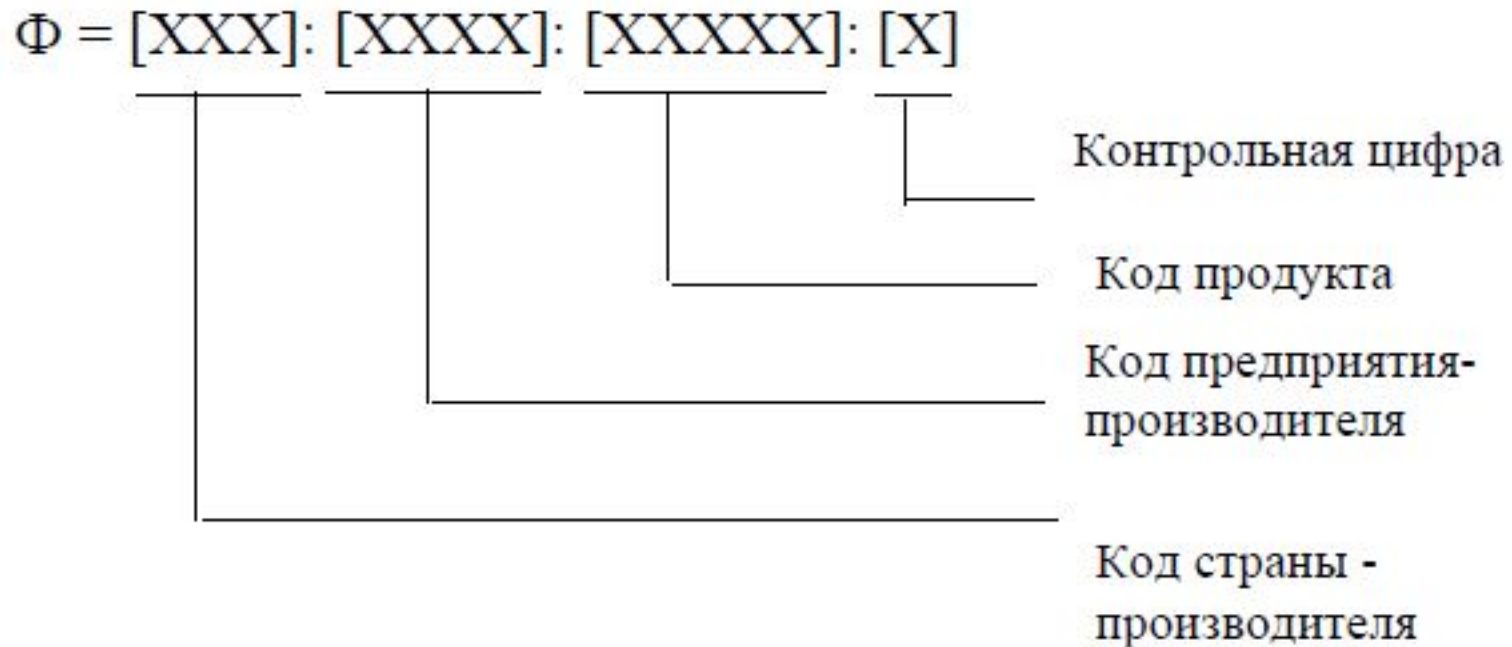 Ф = [XXX]: [XXXX]: [XXXXX]: [X]
Контрольная цифра
Код продукта
Код предприятия-
производителя
Код страны -
производителя